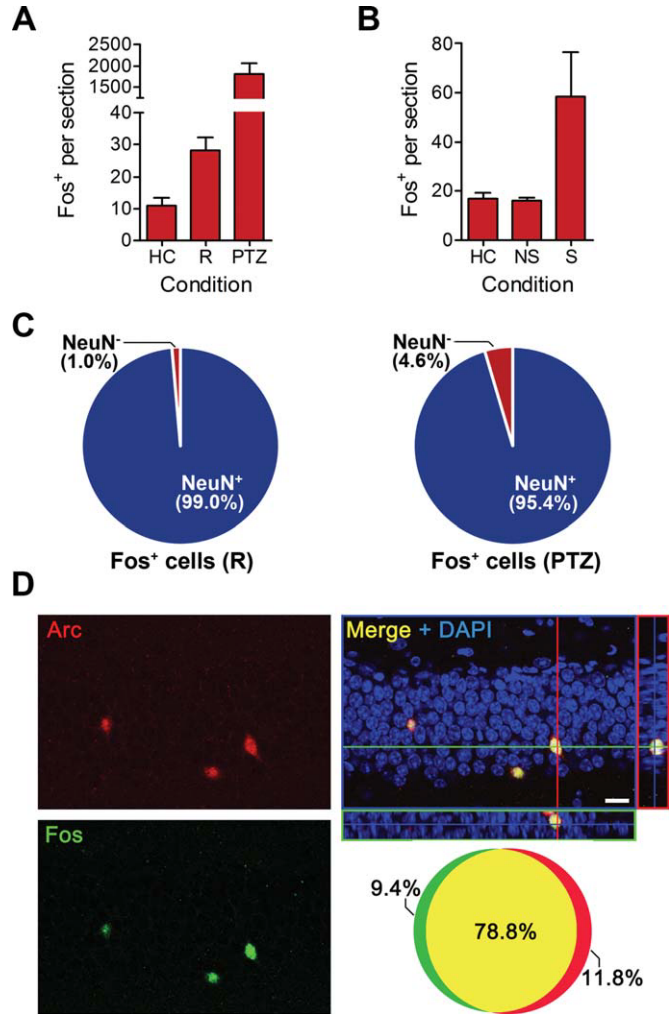 A
Fos+ per section
2500
2000
1500
40
30
20
10
0
HC R PTZ
Condition
B
Fos+ per section
80
60
40
20
0
HC NS S
Condition
C
NeuN-
(1.0%)
NeuN+
(99.0%)
Fos+ cells (R)
NeuN-
(4.6%)
NeuN+
(95.4%)
Fos+ cells (PTZ)
D
Arc
Merge + DAPI
Fos
9.4%
78.8%
11.8%